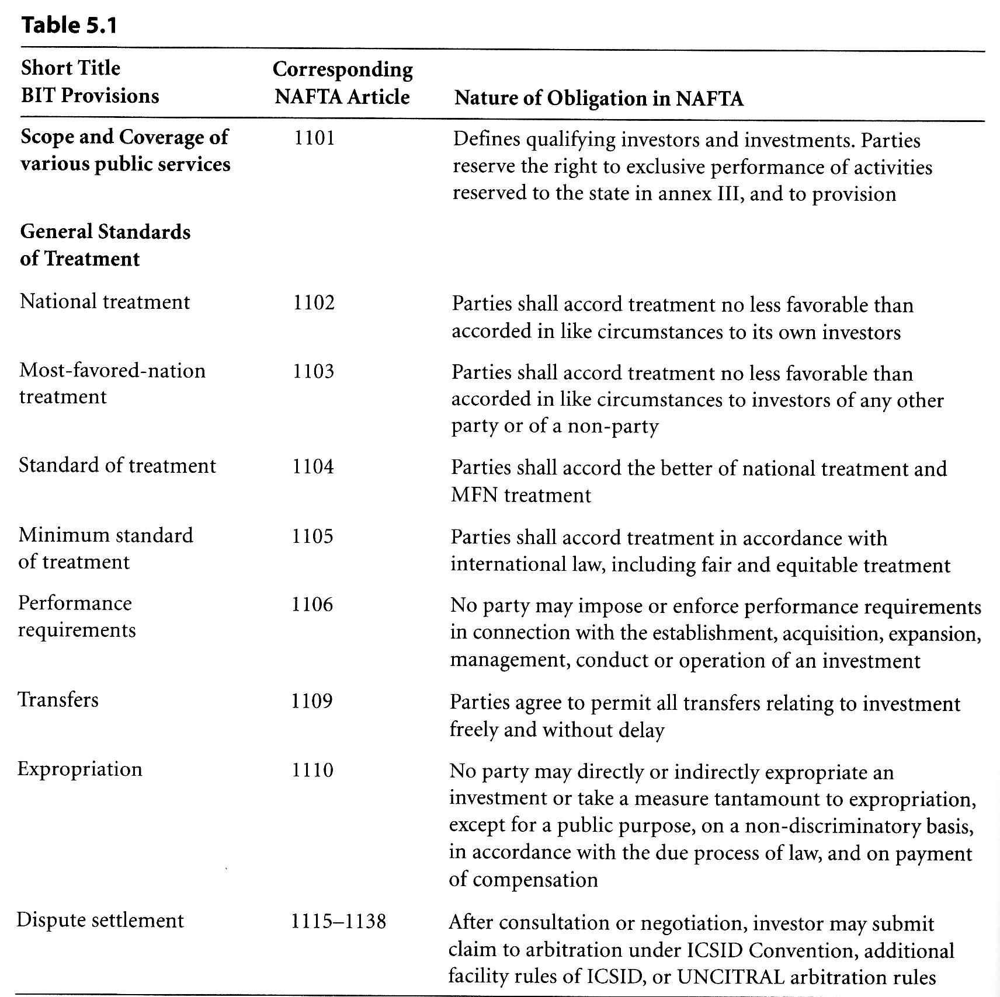 Table 5.1
Short Title
BIT Provisions
Corresponding
NAFTA Article
Nature of Obligation in NAFTA
Scope and Coverage of
various public services
1101
Defines qualifying investors and investments. Parties
reserve the right to exclusive performance of activities
reserved to the state in annex III, and to provision
General Standards
of Treatment
National treatment
1102
Parties shall accord treatment no less favorable than
accorded in like circumstances to its own investors
Most-favored-nation
treatment
1103
Parties shall accord treatment no less favorable than
accorded in like circumstances to investors of any other
party or of a non-party
Standard of treatment
1104
Parties shall accord the better of national treatment and
MFN treatment
Minimum standard
of treatment
1105
Parties shall accord treatment in accordance with
international law, including fair and equitable treatment
Performance
requirements
1106
No party may impose or enforce performance requirements
in connection with the establishment, acquisition, expansion,
management, conduct or operation of an investment
Transfers
1109
Parties agree to permit all transfers relating to investment
freely and without delay
Expropriation
1110
No party may directly or indirectly expropriate an
investment or take a measure tantamount to expropriation,
except for a public purpose, on a non-discriminatory basis,
in accordance with the due process of law, and on payment
of compensation
Dispute settlement
1115–1138
After consultation or negotiation, investor may submit
claim to arbitration under ICSID Convention, additional
facility rules of ICSID, or UNCITRAL arbitration rules